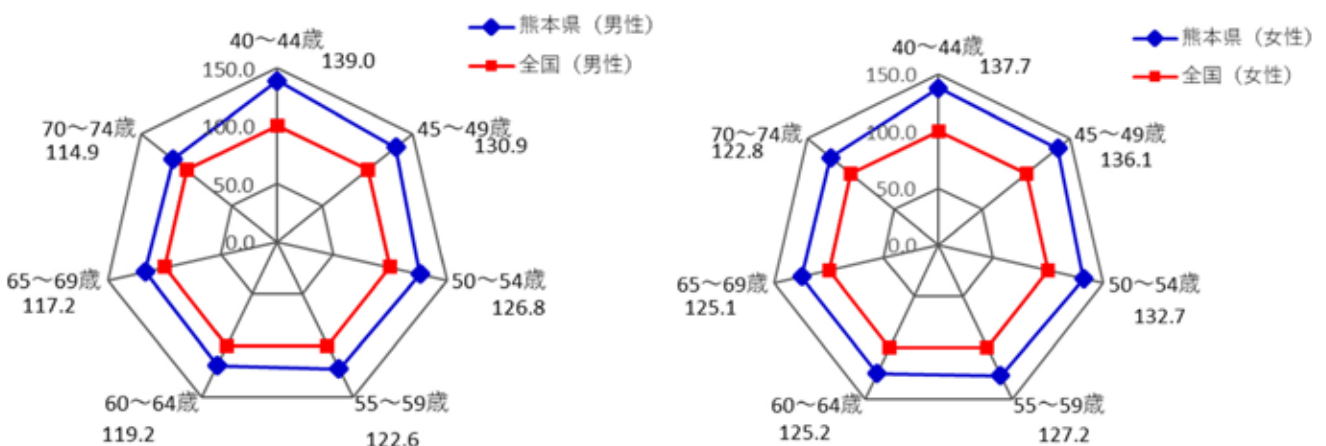 熊本県（男性）
全国（男性）
40～44歳
139.0
150.0
100.0
50.0
0.0
45～49歳
130.9
50～54歳
126.8
55～59歳
122.6
60～64歳
119.2
65～69歳
117.2
70～74歳
114.9
熊本県（女性）
全国（女性）
40～44歳
137.7
150.0
100.0
50.0
0.0
45～49歳
136.1
50～54歳
132.7
55～59歳
127.2
60～64歳
125.2
65～69歳
125.1
70～74歳
122.8